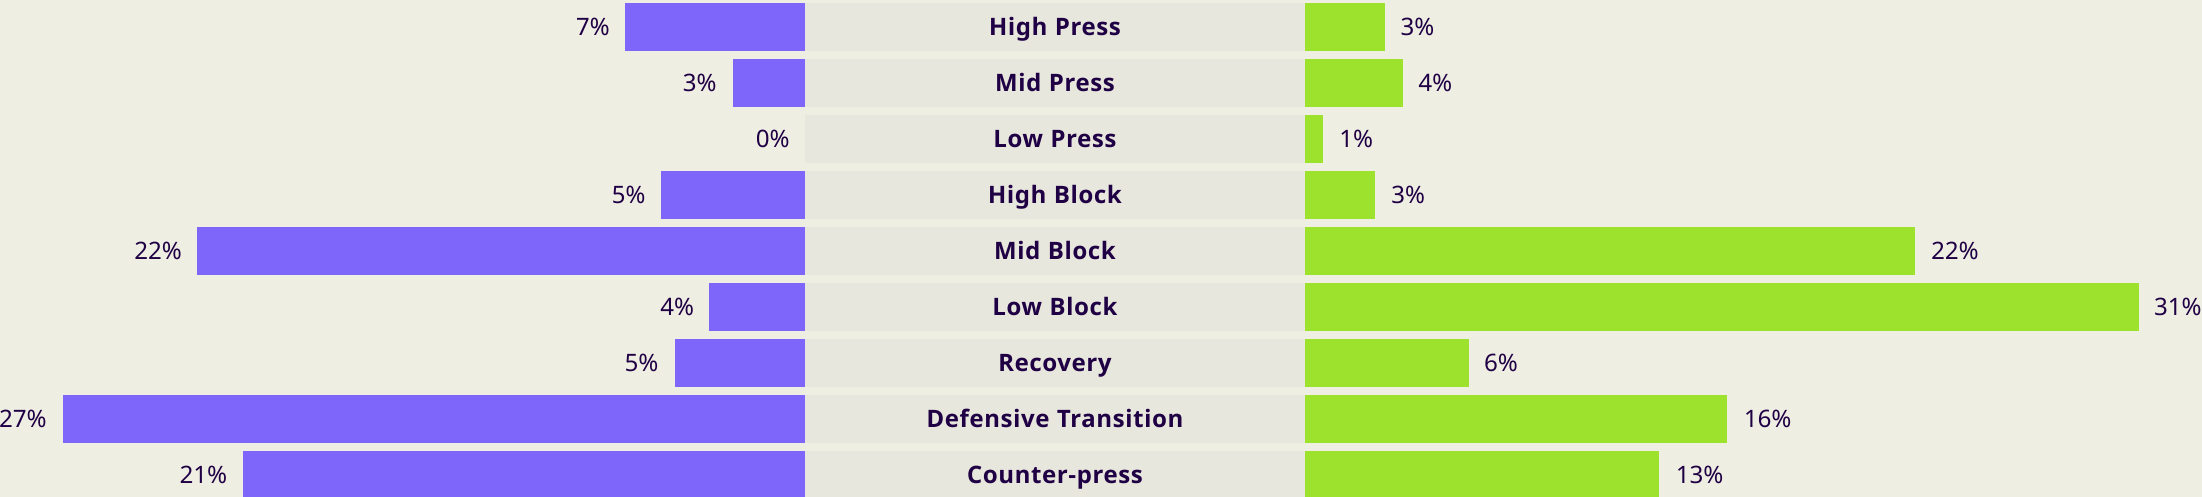 7% High Press 3%
3% Mid Press 4%
0% Low Press 1%
5% High Block 3%
22% Mid Block 22%
4% Low Block 31%
5% Recovery 6%
27% Defensive Transition 16%
21% Counter-press 13%